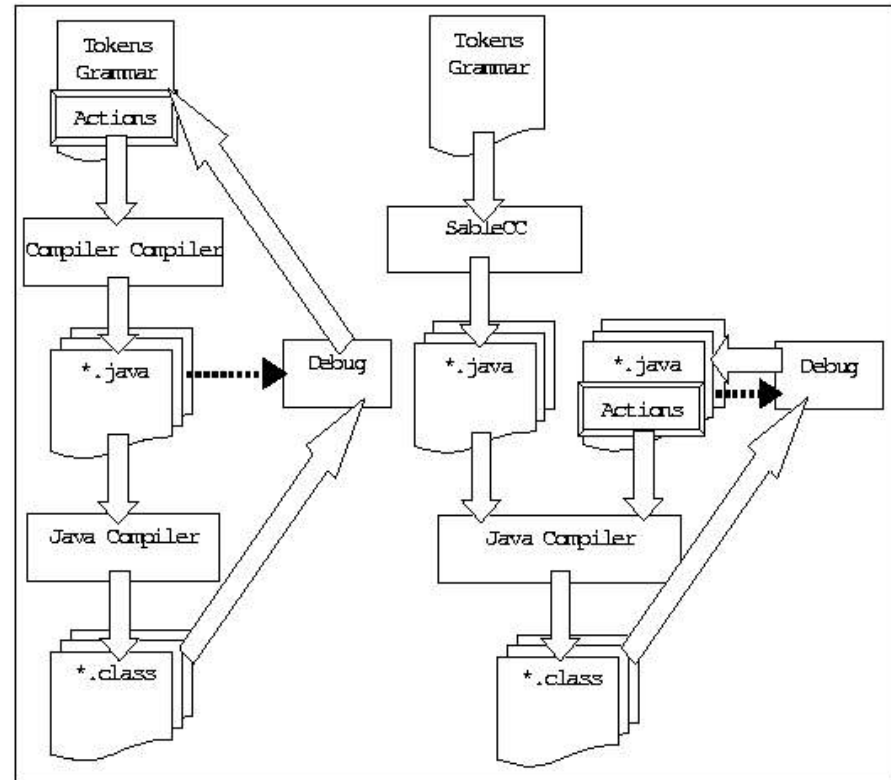 Tokens
Grammar
Actions
Compiler Compiler
*.java
Debug
Java Compiler
*.class
Tokens
Grammar
SableCC
*.java
*.java
Actions
Debug
Java Compiler
*.class